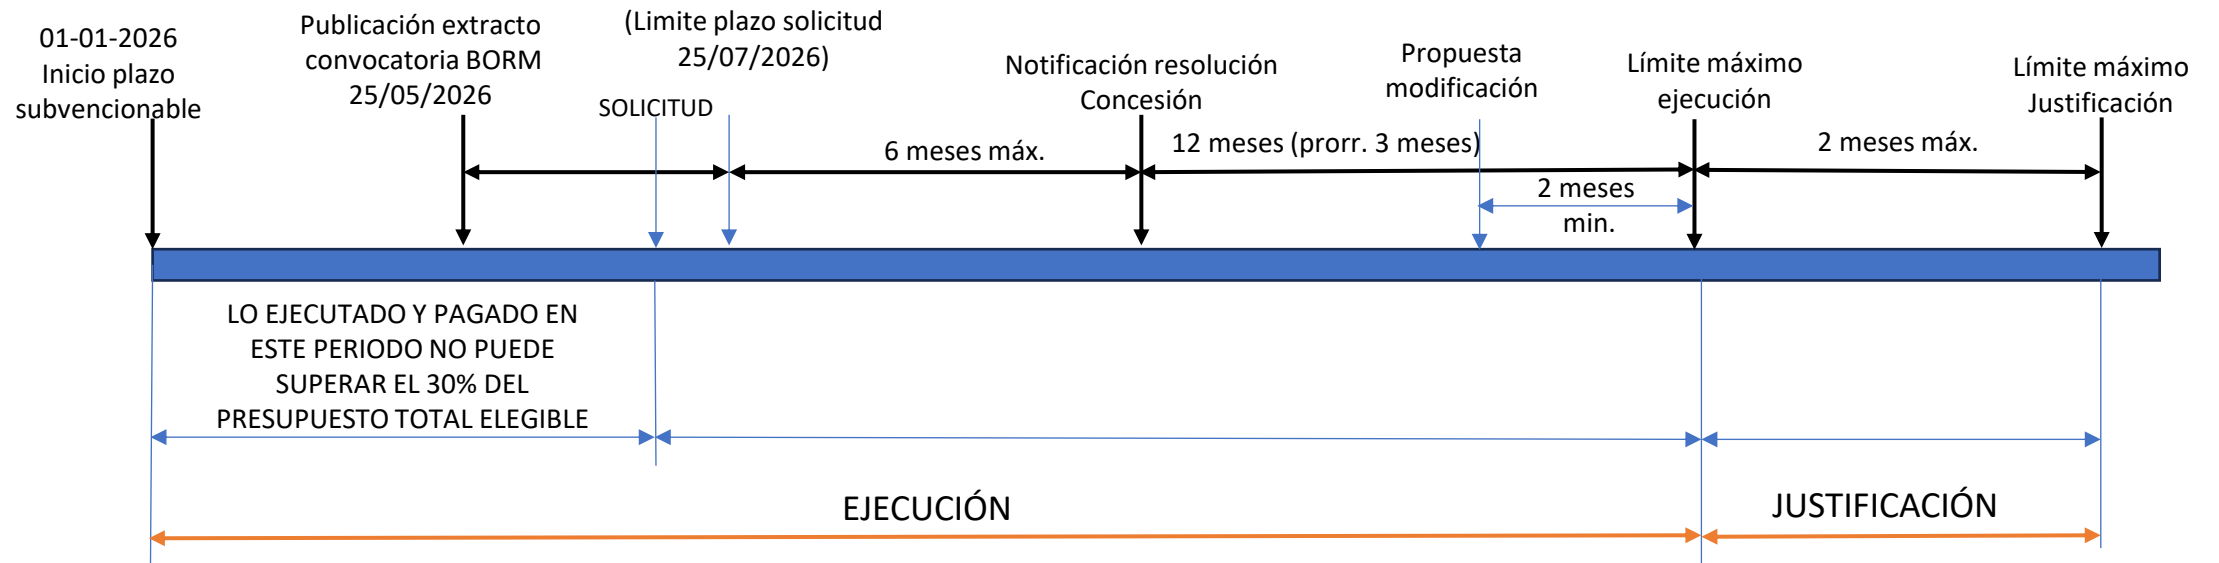 01-01-2026
Inicio plazo
subvencionable
Publicación extracto
convocatoria BORM
25/05/2026
(Limite plazo solicitud
25/07/2026)
SOLICITUD
Notificación resolución
Concesión
Propuesta
modificación
Límite máximo
ejecución
Límite máximo
Justificación
6 meses máx.
12 meses (prorr. 3 meses)
2 meses máx.
2 meses
min.
LO EJECUTADO Y PAGADO EN
ESTE PERIODO NO PUEDE
SUPERAR EL 30% DEL
PRESUPUESTO TOTAL ELEGIBLE
EJECUCIÓN
JUSTIFICACIÓN